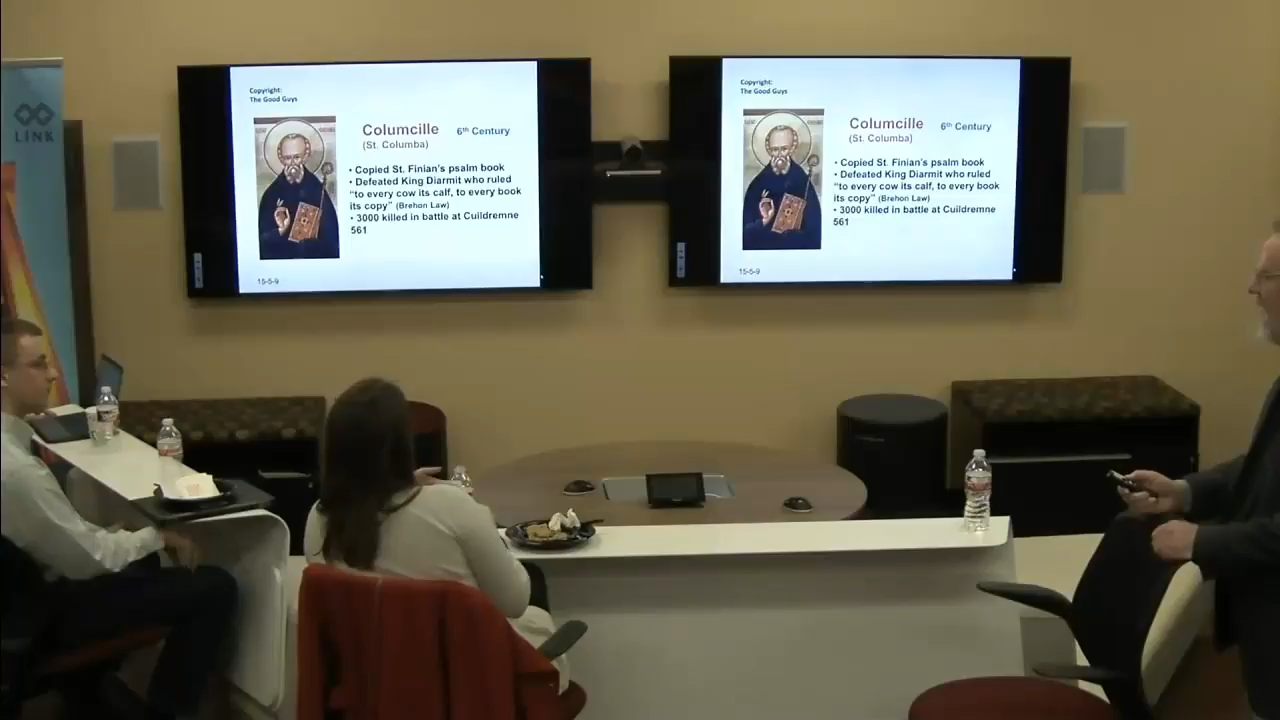 LINK
Copyright:
The Good Guys
Columcille 6th Century
(St. Columba)
• Copied St. Finian's psalm book
• Defeated King Diarmit who ruled
"to every cow its calf, to every book
its copy" (Brehon Law)
• 3000 killed in battle at Cuildremne
561
15-5-9
Copyright:
The Good Guys
Columcille 6th Century
(St. Columba)
• Copied St. Finian's psalm book
• Defeated King Diarmit who ruled
"to every cow its calf, to every book
its copy" (Brehon Law)
• 3000 killed in battle at Cuildremne
561
15-5-9